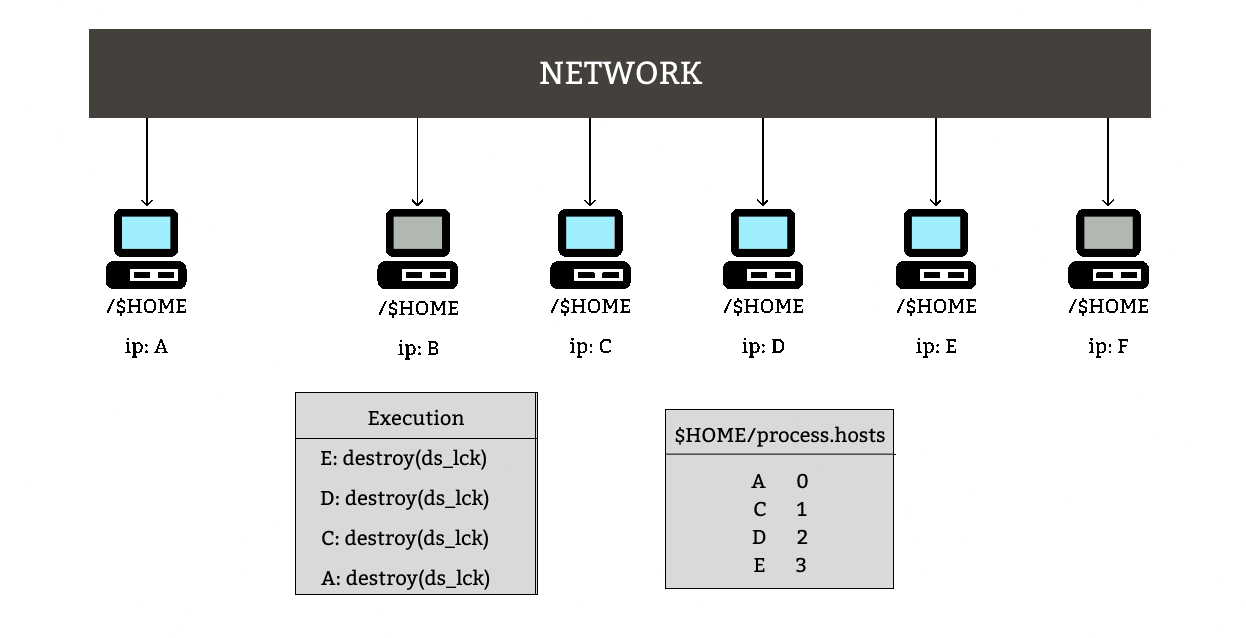 NETWORK
/$HOME
/$HOME
/$HOME
/$HOME
/$HOME
/$HOME
ip: A
ip: B
ip: C
ip: D
ip: E
ip: F
Execution
E: destroy(ds_lck)
D: destroy(ds_lck)
C: destroy(ds_lck)
A: destroy(ds_lck)
$HOME/process.hosts
A 0
C 1
D 2
E 3